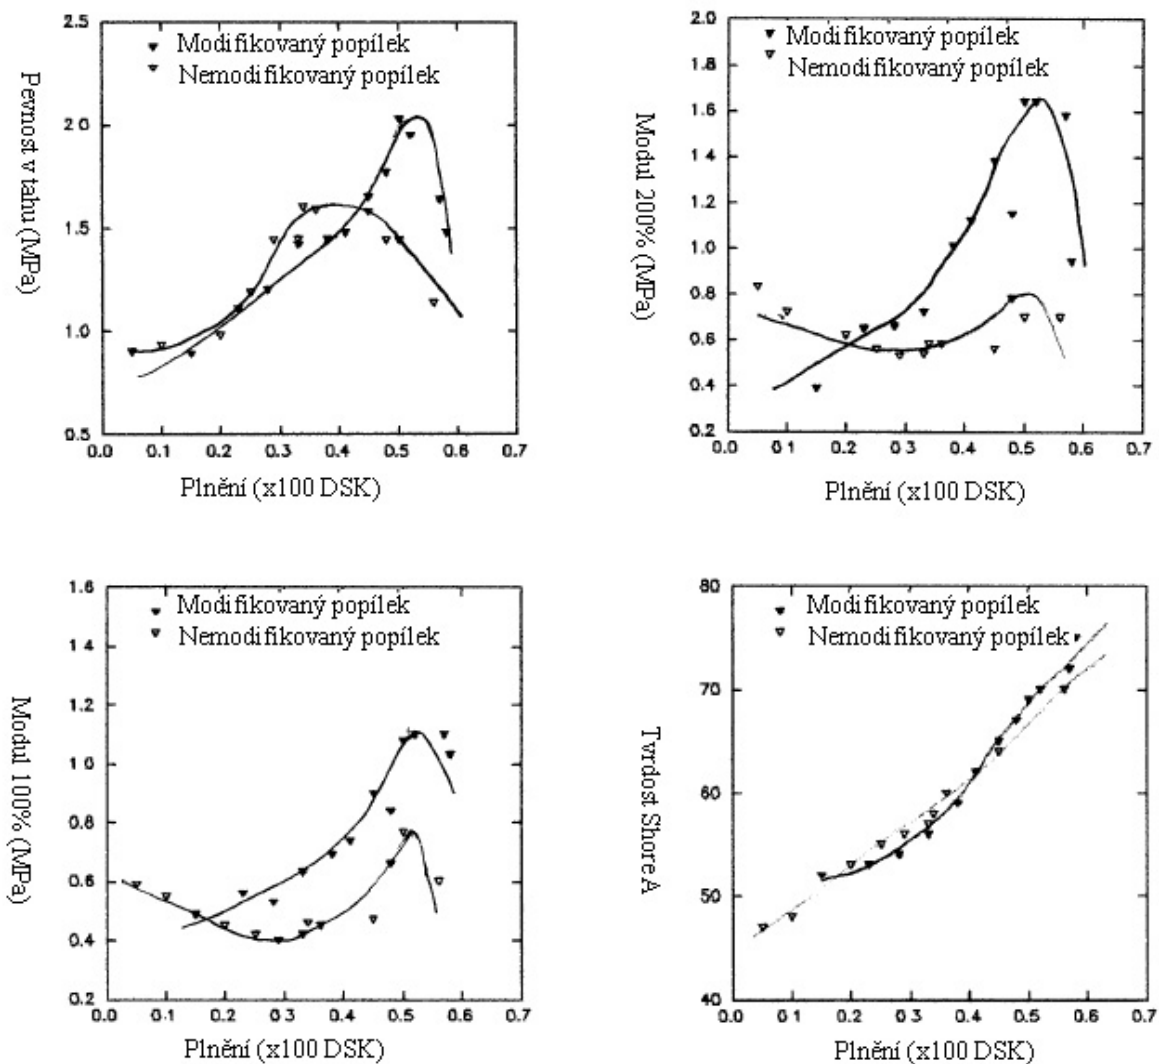 2.5
Modifikovaný popílek
Nemodifikovaný popílek
2.0
1.5
1.0
0.5
0.0 0.1 0.2 0.3 0.4 0.5 0.6 0.7
Pevnost v tahu (MPa)
Plnění (x100 DSK)
2.0
Modifikovaný popílek
1.8
Nemodifikovaný popílek
1.6
1.4
1.2
1.0
0.8
0.6
0.4
0.2
0.0 0 1 0.2 0.3 0.4 0.5 0.6 0.7
Modul 200% (MPa)
Plnění (x100 DSK)
1.6
Modifikovaný popílek
Nemodifikovaný popílek
1.4
1.2
1.0
0.8
0.6
0.4
0.2
0.0 0.1 0.2 0 3 0.4 0.5 0.6 0.7
Modul 100% (MPa)
Plnění (x100 DSK)
80
Modifikovaný popílek
Nemodifikovaný popílek
70
60
50
40
0.0 0.1 0.2 0 3 0.4 0.5 0.6 0.7
Tvrdost Shore A
Plnění (x100 DSK)